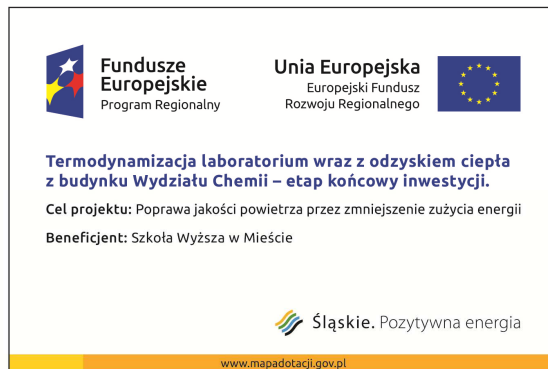 Fundusze
Europejskie
Program Regionalny
Unia Europejska
Europejski Fundusz
Rozwoju Regionalnego
Termodynamizacja laboratorium wraz z odzyskiem ciepła
z budynku Wydziału Chemii – etap końcowy inwestycji.
Cel projektu: Poprawa jakości powietrza przez zmniejszenie zużycia energii
Beneficjent: Szkoła Wyższa w Mieście
Śląskie. Pozytywna energia
www.mapadotacji.gov.pl